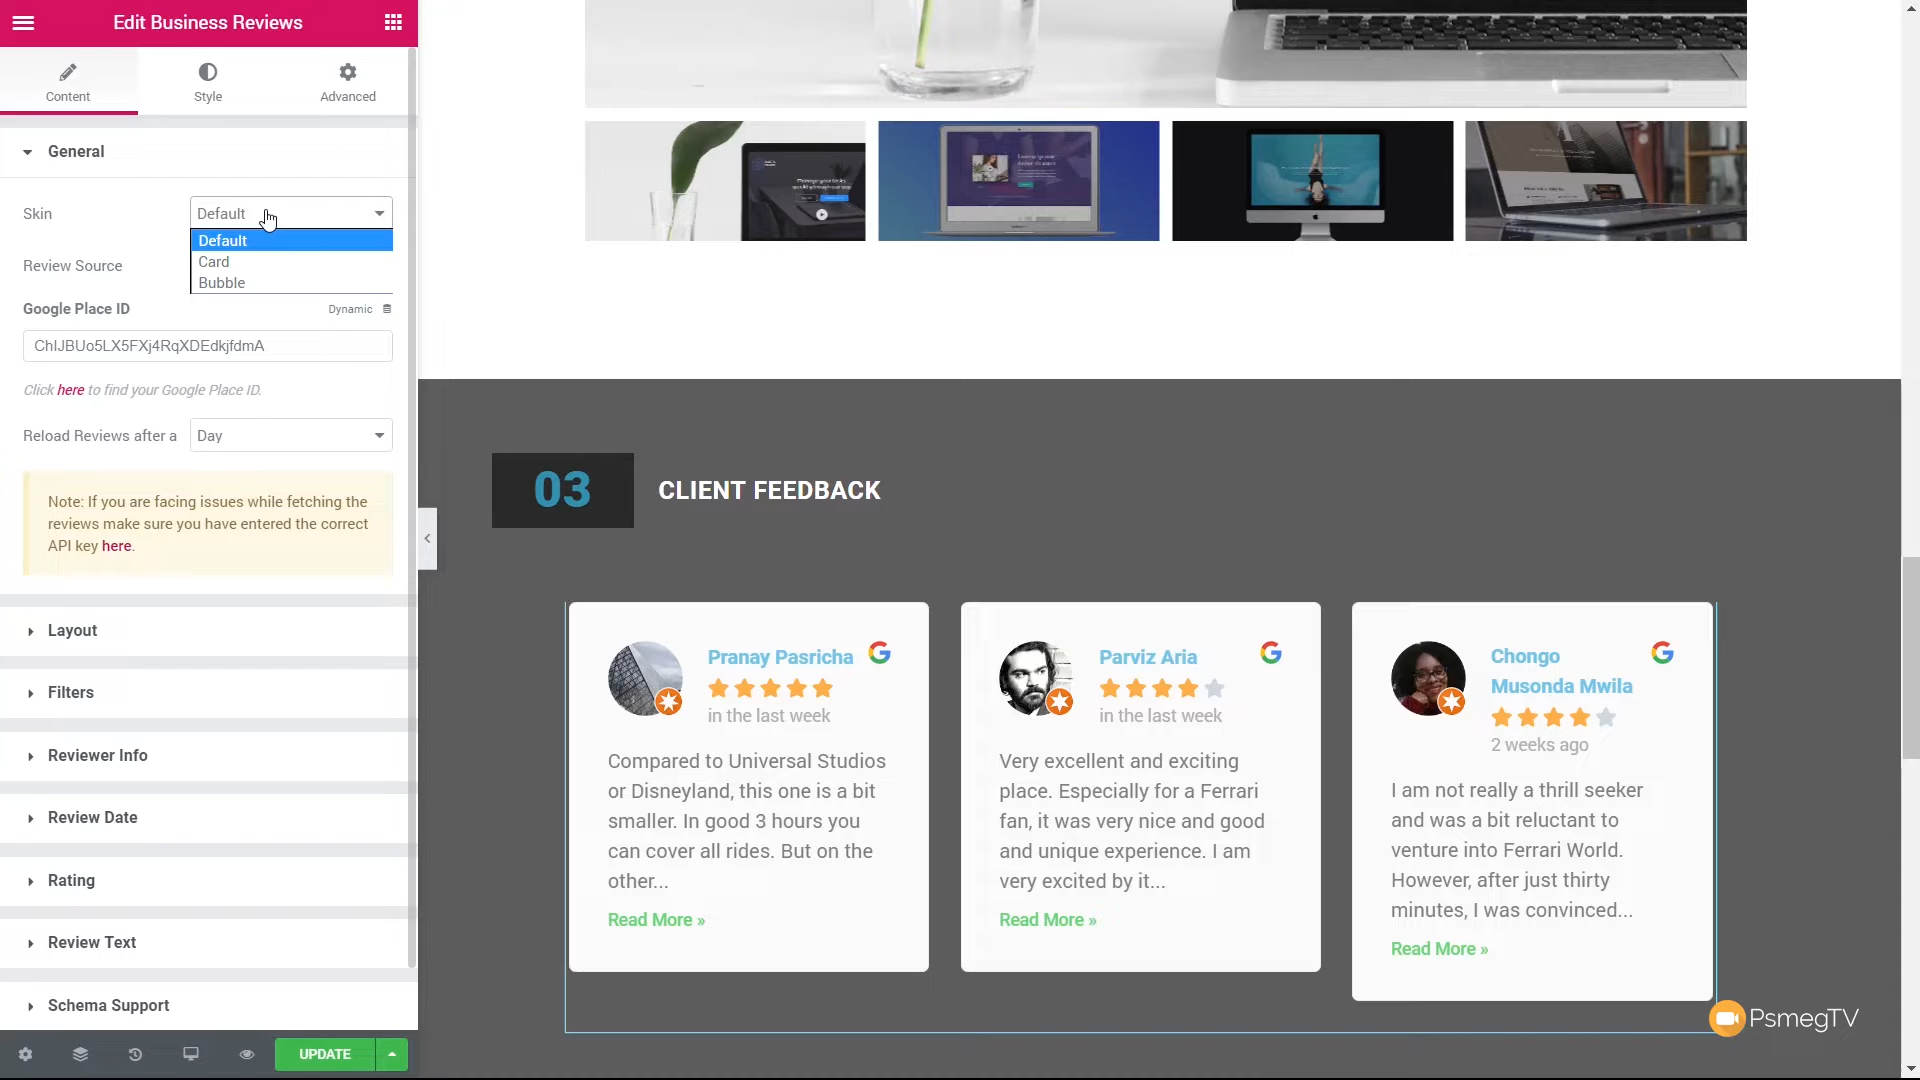 Edit Business Reviews
Content
Style
Advanced
General
Skin
Default
Default
Card
Bubble
Review Source
Google Place ID
Dynamic
ChIJBUo5LX5FXj4RqXDEdkjfdmA
Click here to find your Google Place ID.
Reload Reviews after a
Day
Note: If you are facing issues while fetching the
reviews make sure you have entered the correct
API key here.
Layout
Filters
Reviewer Info
Review Date
Rating
Review Text
Schema Support
UPDATE
03
CLIENT FEEDBACK
Pranay Pasricha
in the last week
Compared to Universal Studios
or Disneyland, this one is a bit
smaller. In good 3 hours you
can cover all rides. But on the
other...
Read More »
Parviz Aria
in the last week
Very excellent and exciting
place. Especially for a Ferrari
fan, it was very nice and good
and unique experience. I am
very excited by it...
Read More »
Chongo
Musonda Mwila
2 weeks ago
I am not really a thrill seeker
and was a bit reluctant to
venture into Ferrari World.
However, after just thirty
minutes, I was convinced...
Read More »
PsmegTV